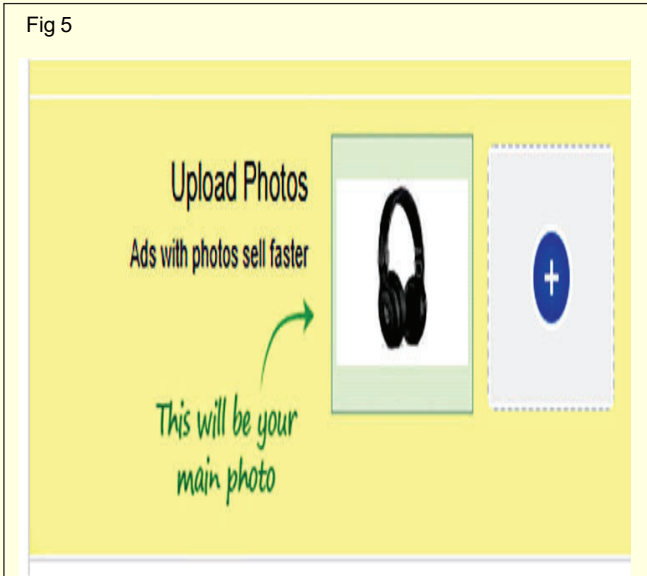 Fig 5
Upload Photos
Ads with photos sell faster
This will be your
main photo